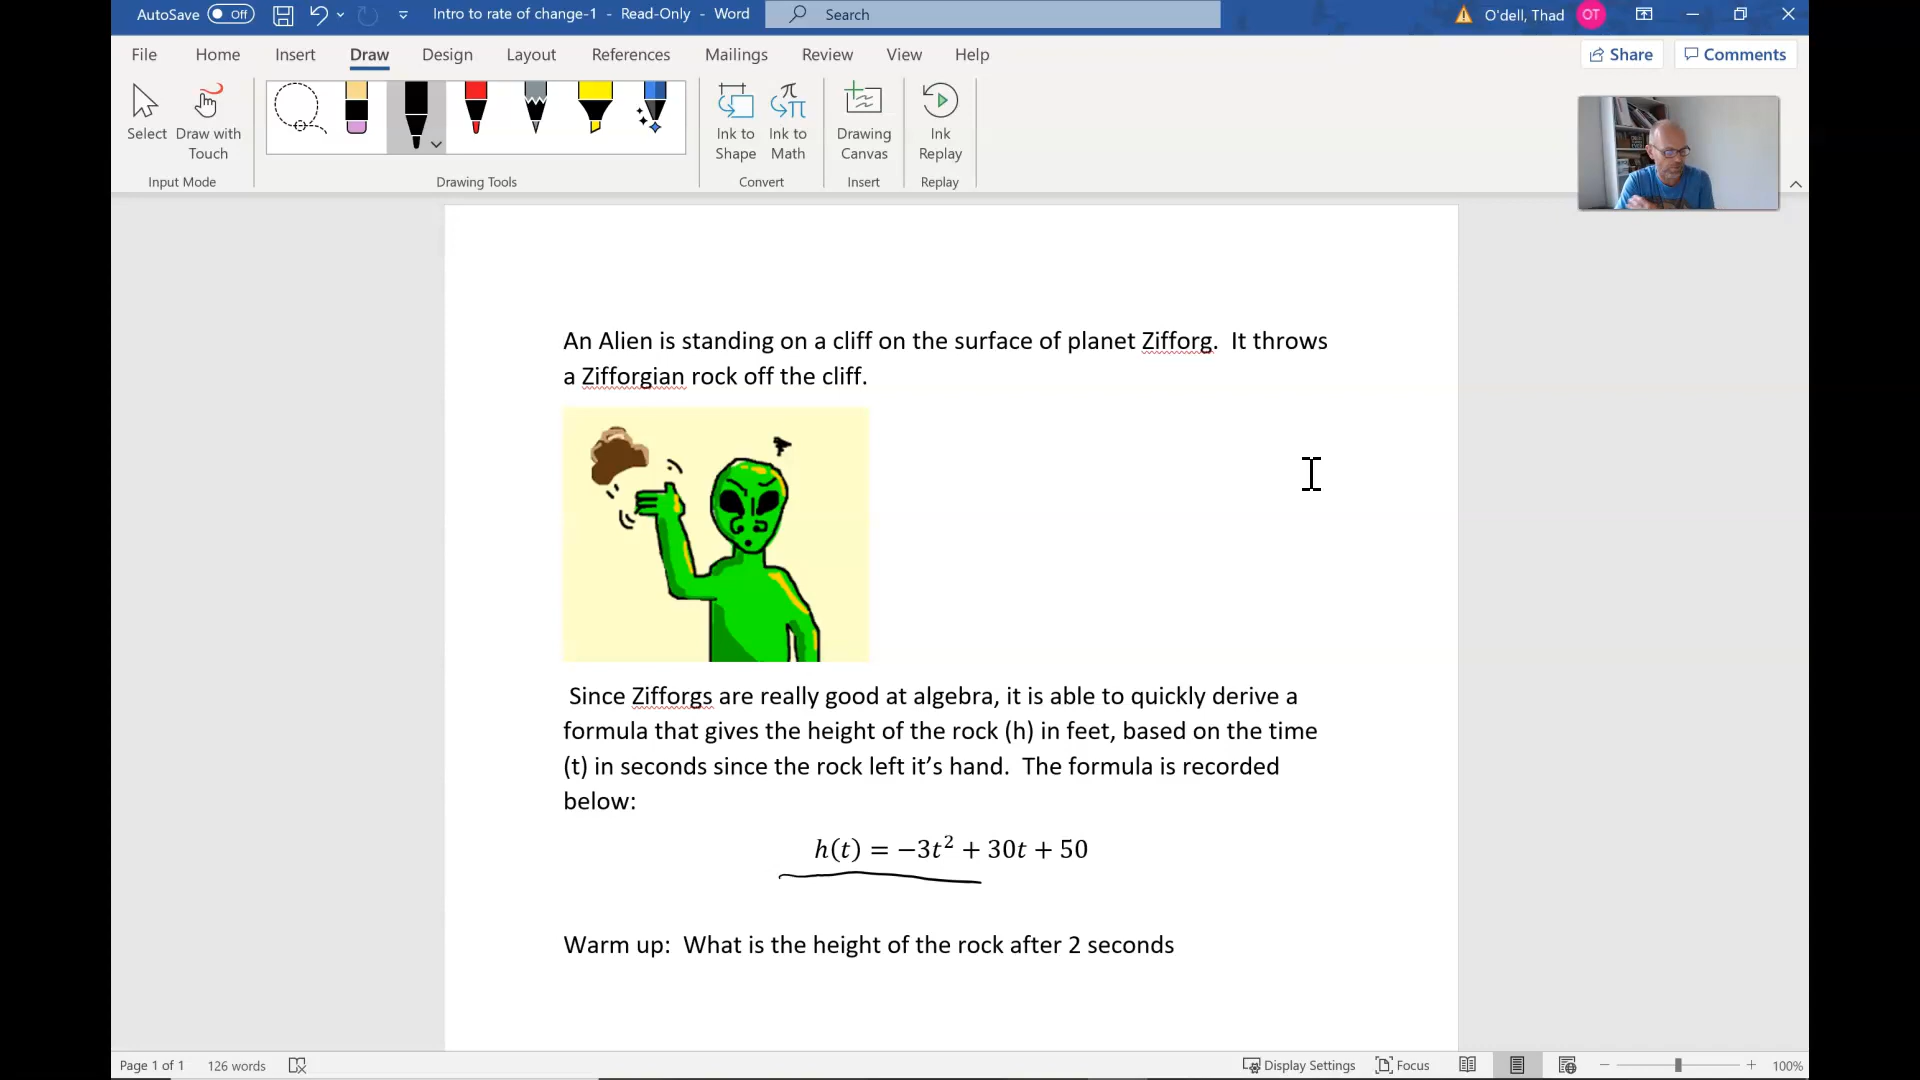 AutoSave Off Intro to rate of change-1 - Read-Only - Word Search O'dell, Thad OT
File Home Insert Draw Design Layout References Mailings Review View Help Share Comments
Select Draw with Touch Ink to Shape Ink to Math Drawing Canvas Ink Replay
Input Mode Drawing Tools Convert Insert Replay
An Alien is standing on a cliff on the surface of planet Zifforg. It throws
a Zifforgian rock off the cliff.
Since Zifforgs are really good at algebra, it is able to quickly derive a
formula that gives the height of the rock (h) in feet, based on the time
(t) in seconds since the rock left it’s hand. The formula is recorded
below:
h(t) = −3t² + 30t + 50
Warm up: What is the height of the rock after 2 seconds
Page 1 of 1 126 words Display Settings Focus 100%